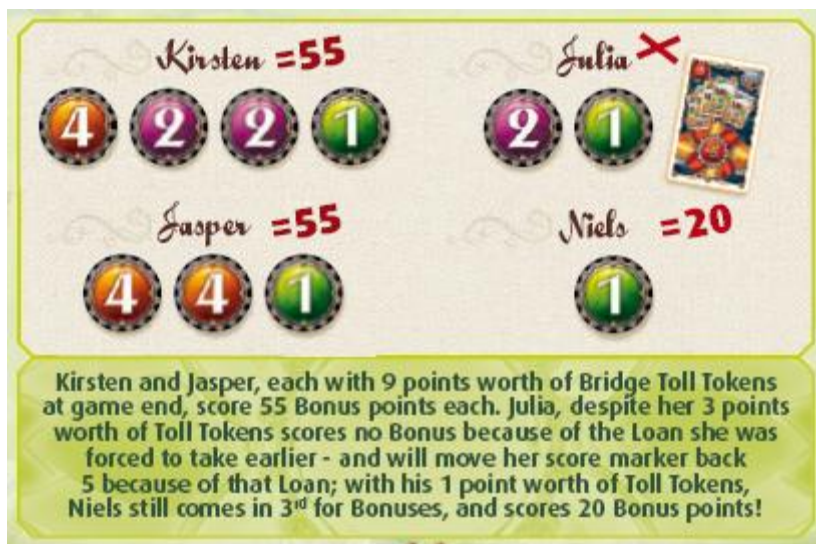 Kirsten =55
4 2 2 1
Julia
2 1
Jasper =55
4 4 1
Niels =20
1
Kirsten and Jasper, each with 9 points worth of Bridge Toll Tokens
at game end, score 55 Bonus points each. Julia, despite her 3 points
worth of Toll Tokens scores no Bonus because of the Loan she was
forced to take earlier - and will move her score marker back
5 because of that Loan; with his 1 point worth of Toll Tokens,
Niels still comes in 3rd for Bonuses, and scores 20 Bonus points!